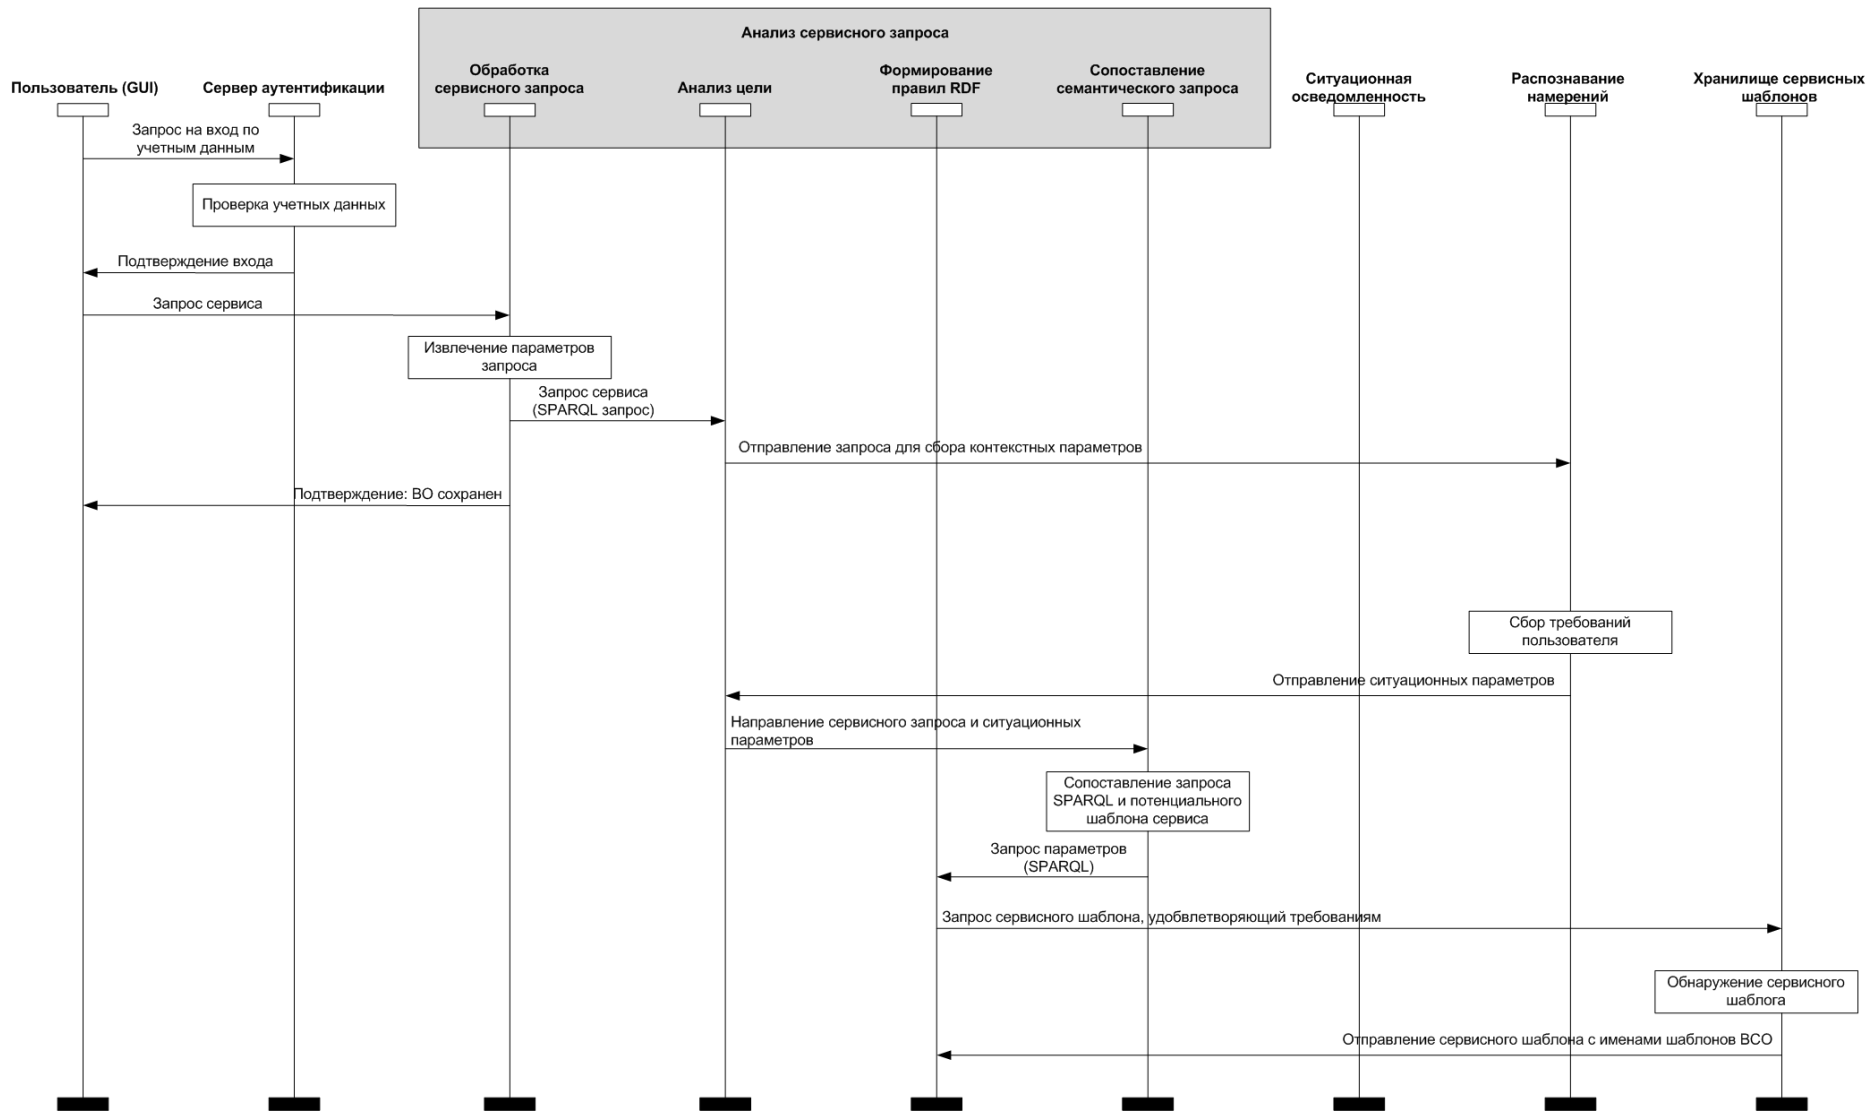 Анализ сервисного запроса
Пользователь (GUI)
Сервер аутентификации
Обработка
сервисного запроса
Анализ цели
Формирование
правил RDF
Сопоставление
семантического запроса
Ситуационная
осведомленность
Распознавание
намерений
Хранилище сервисных
шаблонов
Запрос на вход по
учетным данным
Проверка учетных данных
Подтверждение входа
Запрос сервиса
Извлечение параметров
запроса
Запрос сервиса
(SPARQL запрос)
Отправление запроса для сбора контекстных параметров
Подтверждение: ВО сохранен
Сбор требований
пользователя
Отправление ситуационных параметров
Направление сервисного запроса и ситуационных
параметров
Сопоставление запроса
SPARQL и потенциального
шаблона сервиса
Запрос параметров
(SPARQL)
Запрос сервисного шаблона, удобвлетворяющий требованиям
Обнаружение сервисного
шаблога
Отправление сервисного шаблона с именами шаблонов ВСО